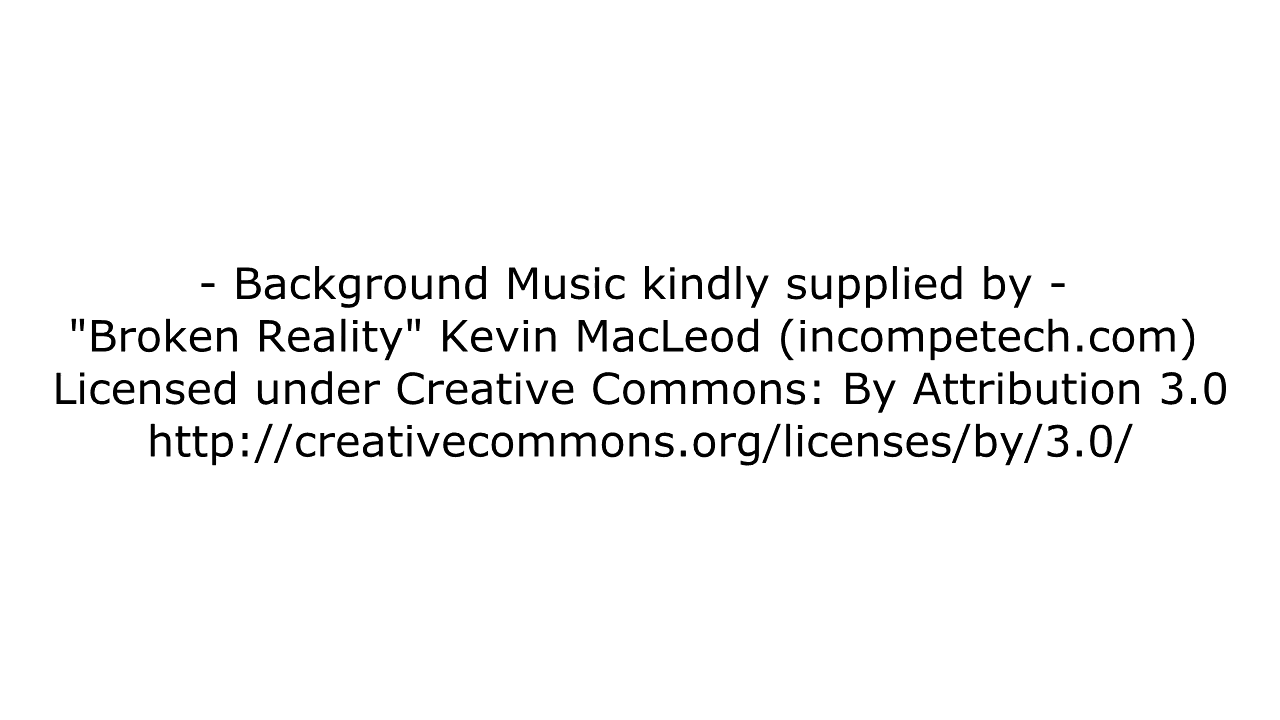 - Background Music kindly supplied by -
"Broken Reality" Kevin MacLeod (incompetech.com)
Licensed under Creative Commons: By Attribution 3.0
http://creativecommons.org/licenses/by/3.0/